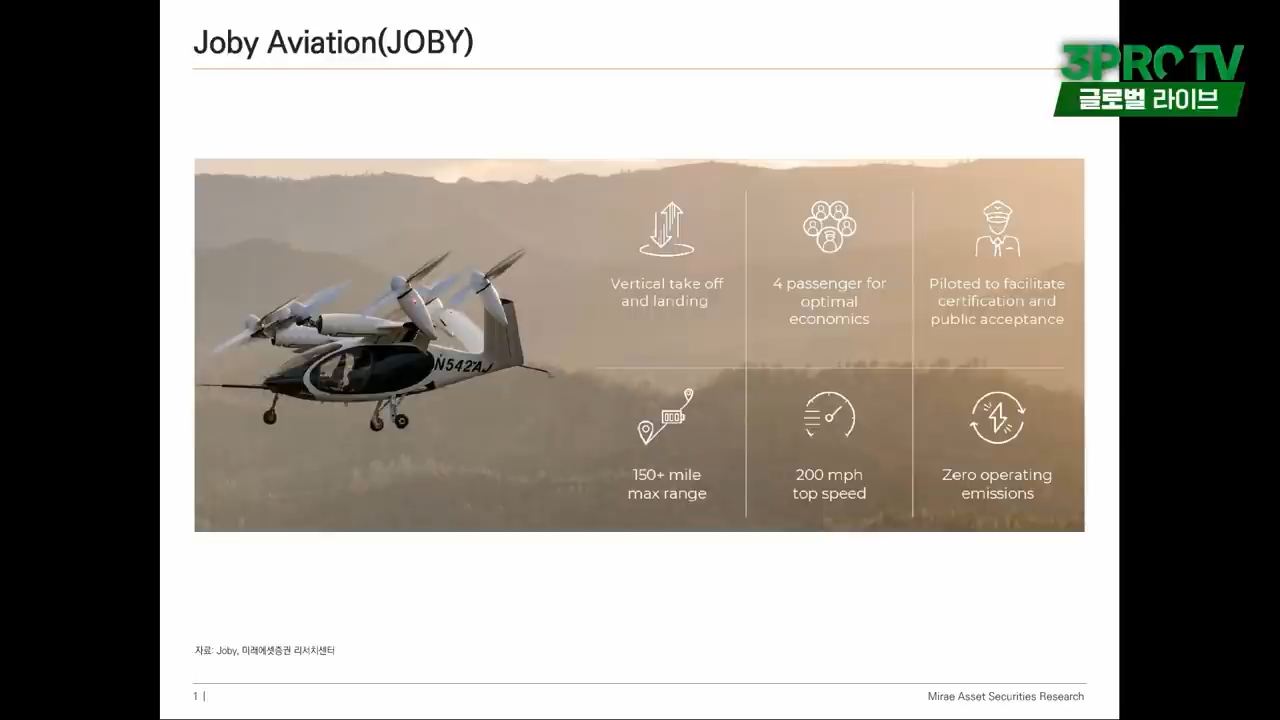 Joby Aviation(JOBY)
3PRO TV
글로벌 라이브
Vertical take off
and landing
4 passenger for
optimal
economics
Piloted to facilitate
certification and
public acceptance
N542AJ
150+ mile
max range
200 mph
top speed
Zero operating
emissions
자료: Joby, 미래에셋증권 리서치센터
1 |
Mirae Asset Securities Research